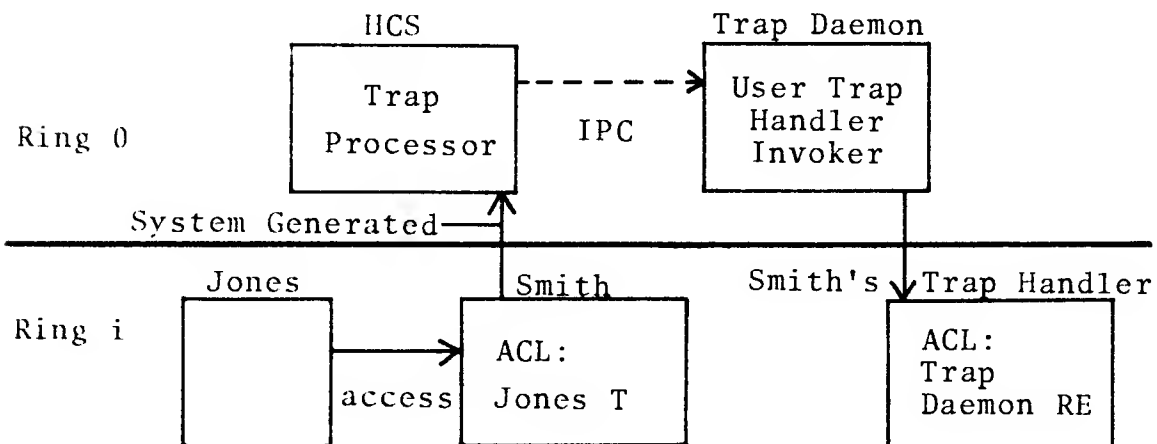 HCS
Trap Daemon
Trap
Processor
IPC
User Trap
Handler
Invoker
Ring 0
System Generated
Jones
Smith
Smith's Trap Handler
Ring i
access
ACL:
Jones T
ACL:
Trap
Daemon RE